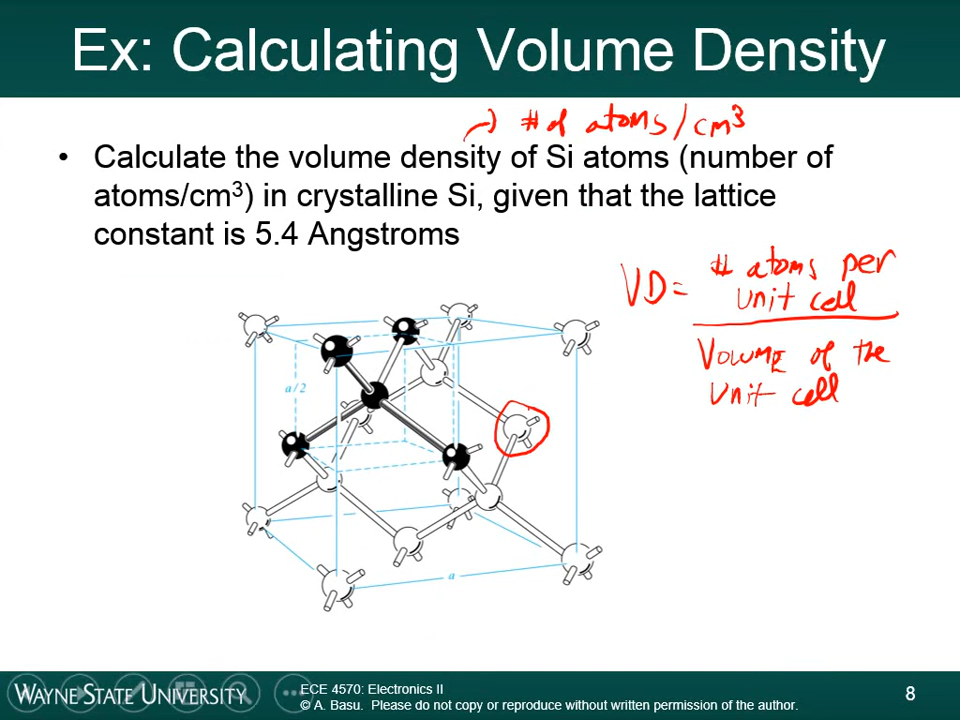 Ex: Calculating Volume Density
# of atoms/cm³
• Calculate the volume density of Si atoms (number of
atoms/cm³) in crystalline Si, given that the lattice
constant is 5.4 Angstroms
VD = # atoms per
unit cell
Volume of the
Unit cell
a/2
a
WAYNE STATE UNIVERSITY
ECE 4570: Electronics II
© A. Basu. Please do not copy or reproduce without written permission of the author.
8